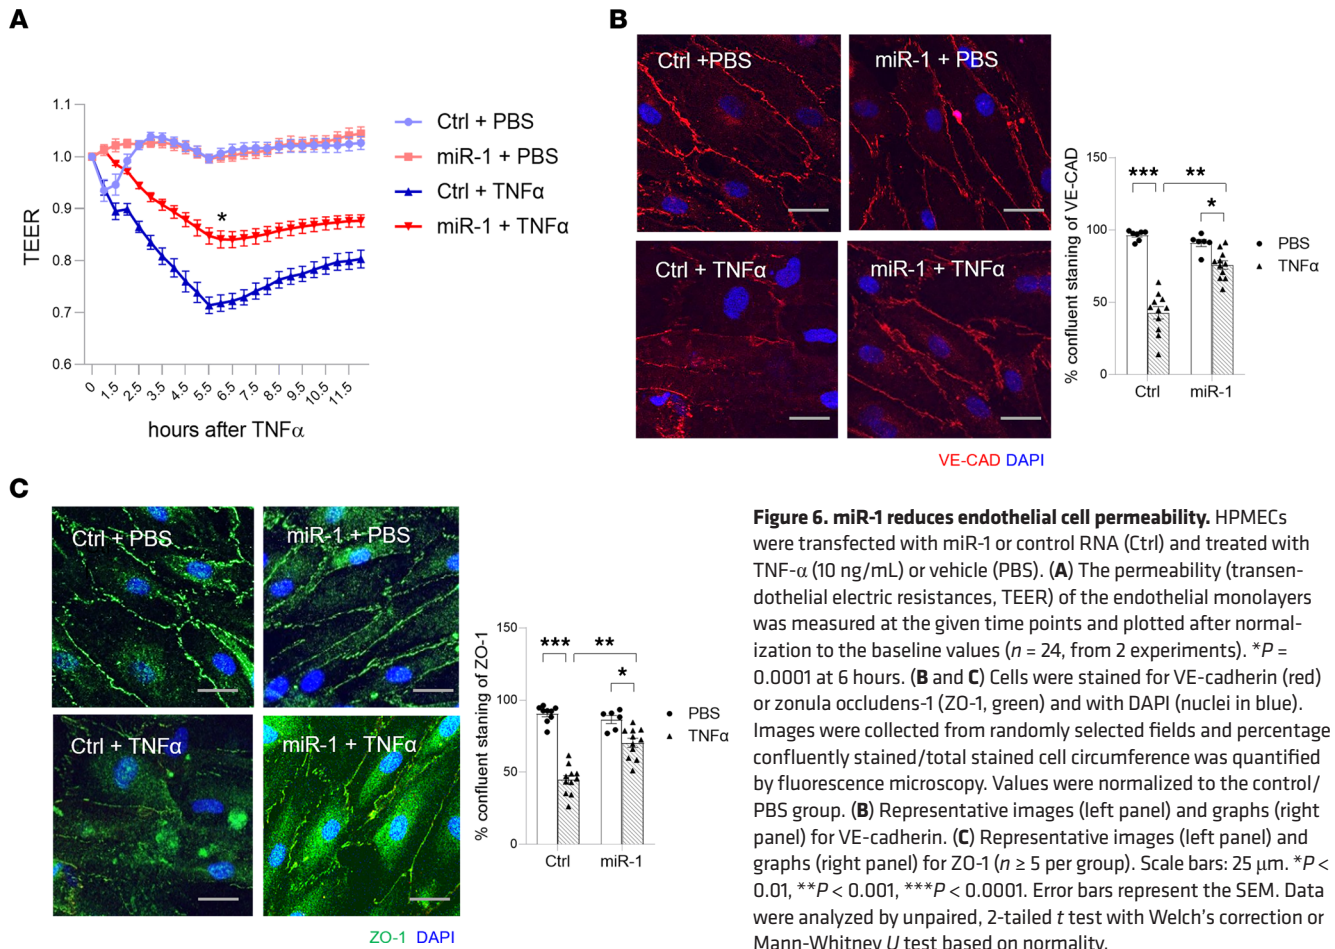 A
1.1
1.0
0.9
0.8
0.7
0.6
TEER
*
0
1.5
2.5
3.5
4.5
5.5
6.5
7.5
8.5
9.5
10.5
11.5
hours after TNFα
Ctrl + PBS
miR-1 + PBS
Ctrl + TNFα
miR-1 + TNFα
B
Ctrl +PBS
miR-1 + PBS
Ctrl + TNFα
miR-1 + TNFα
VE-CAD DAPI
% confluent staning of VE-CAD
150
100
50
0
*** **
*
Ctrl
miR-1
PBS
TNFα
C
Ctrl + PBS
miR-1 + PBS
Ctrl + TNFα
miR-1 + TNFα
ZO-1 DAPI
% confluent staning of ZO-1
150
100
50
0
*** **
*
Ctrl
miR-1
PBS
TNFα
Figure 6. miR-1 reduces endothelial cell permeability. HPMECs
were transfected with miR-1 or control RNA (Ctrl) and treated with
TNF-α (10 ng/mL) or vehicle (PBS). (A) The permeability (transen-
dothelial electric resistances, TEER) of the endothelial monolayers
was measured at the given time points and plotted after normal-
ization to the baseline values (n = 24, from 2 experiments). *P =
0.0001 at 6 hours. (B and C) Cells were stained for VE-cadherin (red)
or zonula occludens-1 (ZO-1, green) and with DAPI (nuclei in blue).
Images were collected from randomly selected fields and percentage
confluently stained/total stained cell circumference was quantified
by fluorescence microscopy. Values were normalized to the control/
PBS group. (B) Representative images (left panel) and graphs (right
panel) for VE-cadherin. (C) Representative images (left panel) and
graphs (right panel) for ZO-1 (n ≥ 5 per group). Scale bars: 25 μm. *P <
0.01, **P < 0.001, ***P < 0.0001. Error bars represent the SEM. Data
were analyzed by unpaired, 2-tailed t test with Welch's correction or
Mann-Whitney U test based on normality.